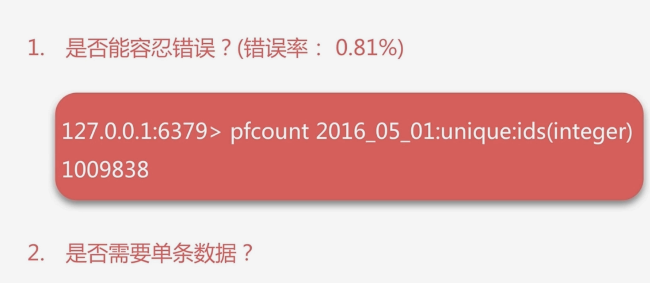 1. 是否能容忍错误？(错误率： 0.81%)
127.0.0.1:6379> pfcount 2016_05_01:unique:ids(integer)
1009838
2. 是否需要单条数据？